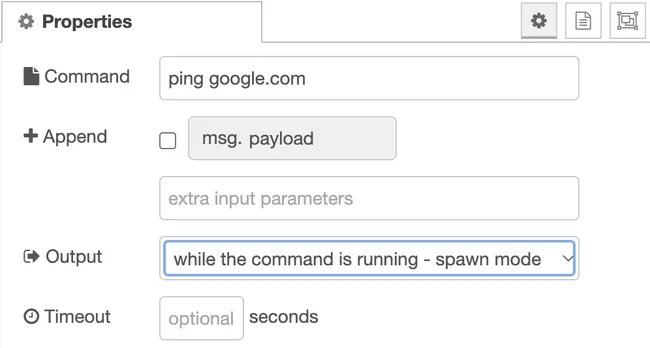 Properties
Command ping google.com
Append msg. payload
extra input parameters
Output while the command is running - spawn mode
Timeout optional seconds